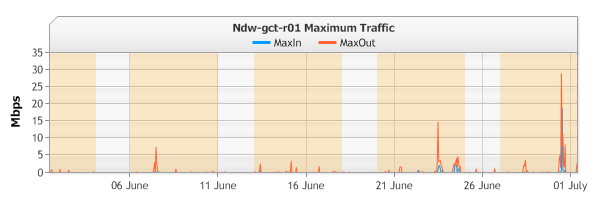 Ndw-gct-r01 Maximum Traffic
MaxIn MaxOut
Mbps
35
30
25
20
15
10
5
0
06 June 11 June 16 June 21 June 26 June 01 July